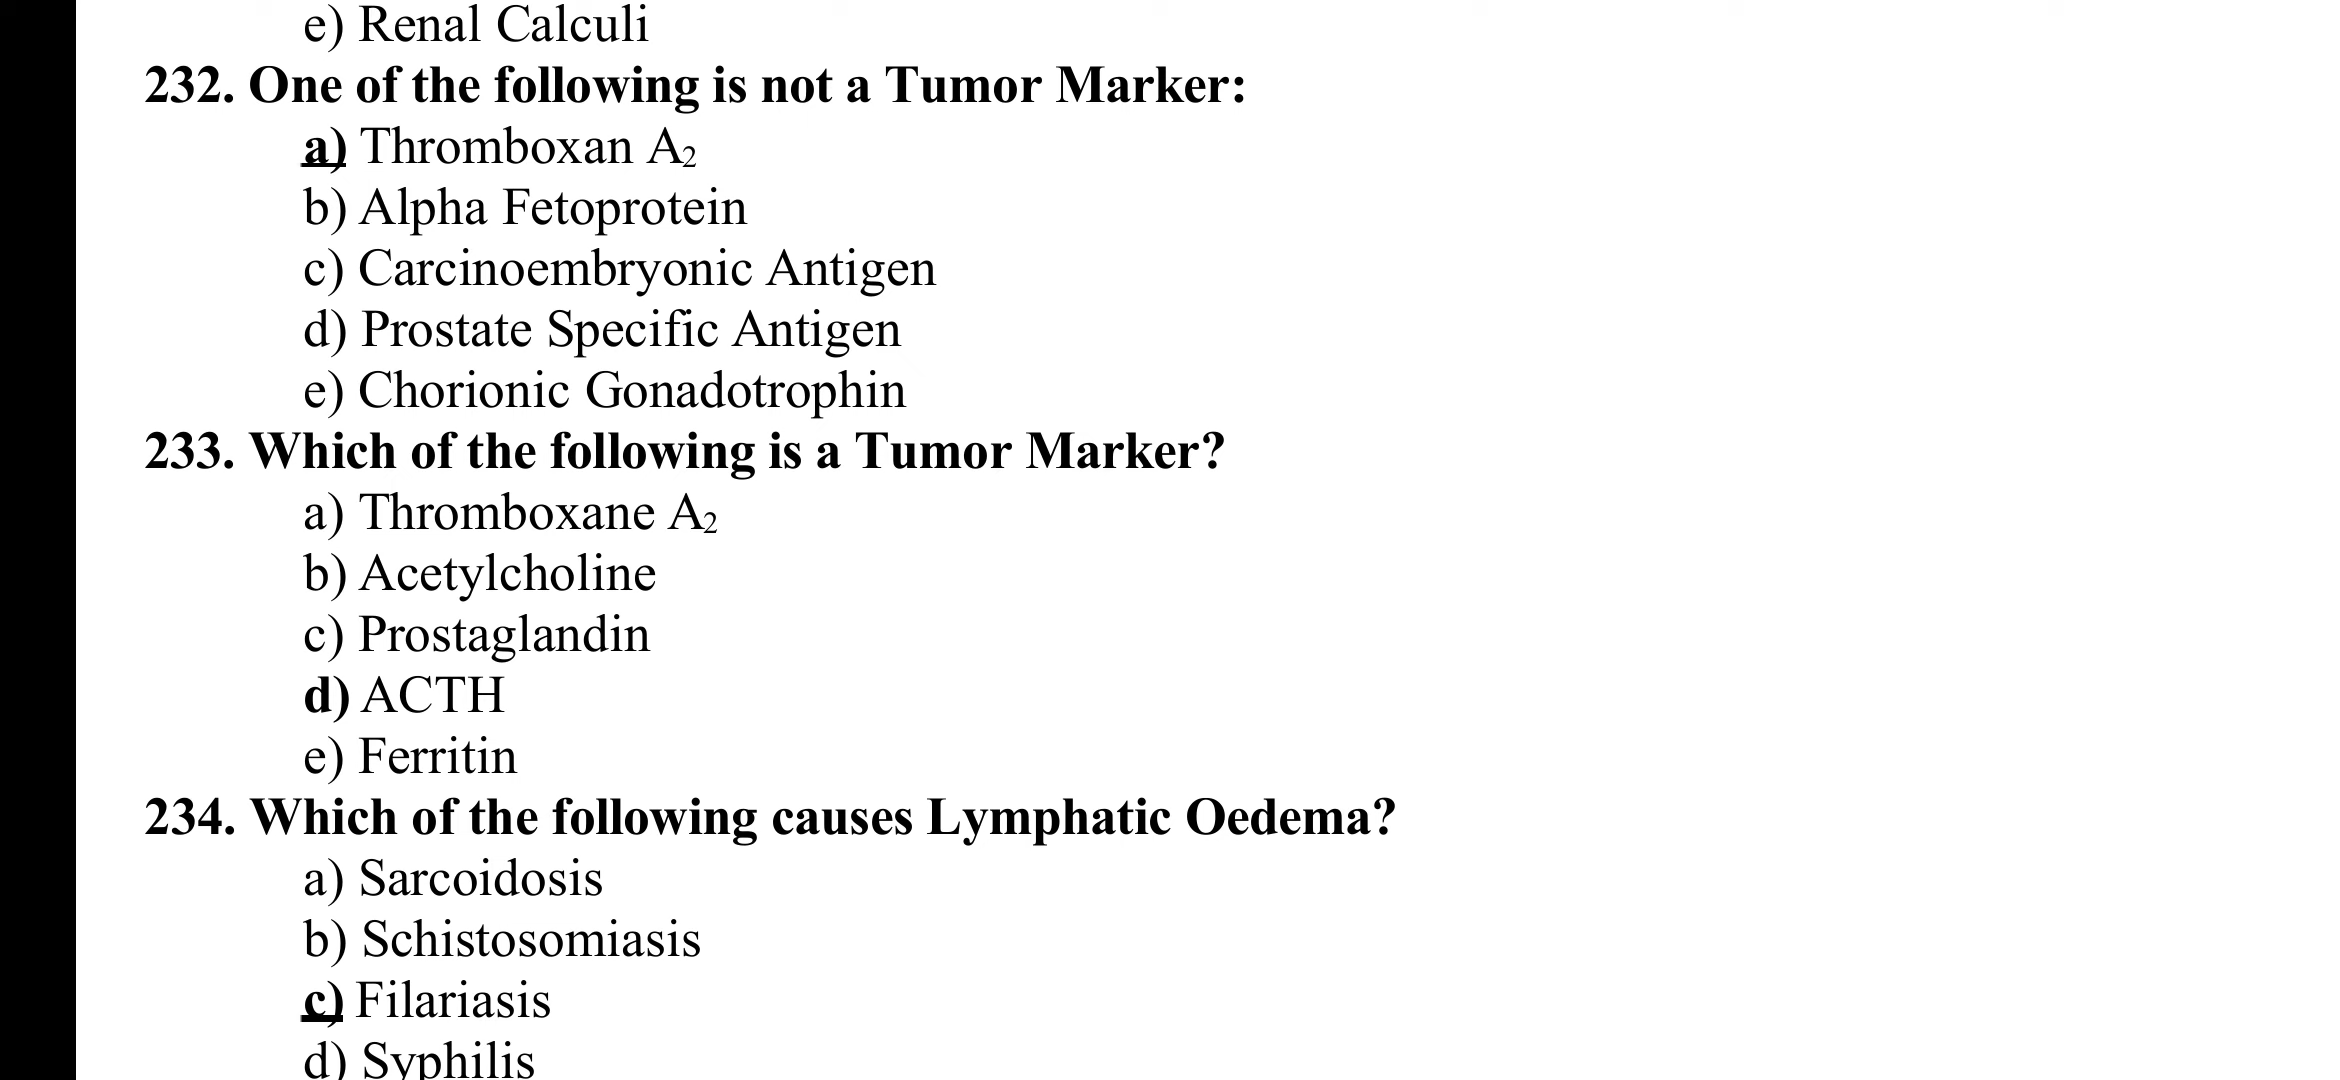 e) Renal Calculi
232. One of the following is not a Tumor Marker:
a) Thromboxan A₂
b) Alpha Fetoprotein
c) Carcinoembryonic Antigen
d) Prostate Specific Antigen
e) Chorionic Gonadotrophin
233. Which of the following is a Tumor Marker?
a) Thromboxane A₂
b) Acetylcholine
c) Prostaglandin
d) ACTH
e) Ferritin
234. Which of the following causes Lymphatic Oedema?
a) Sarcoidosis
b) Schistosomiasis
c) Filariasis
d) Syphilis